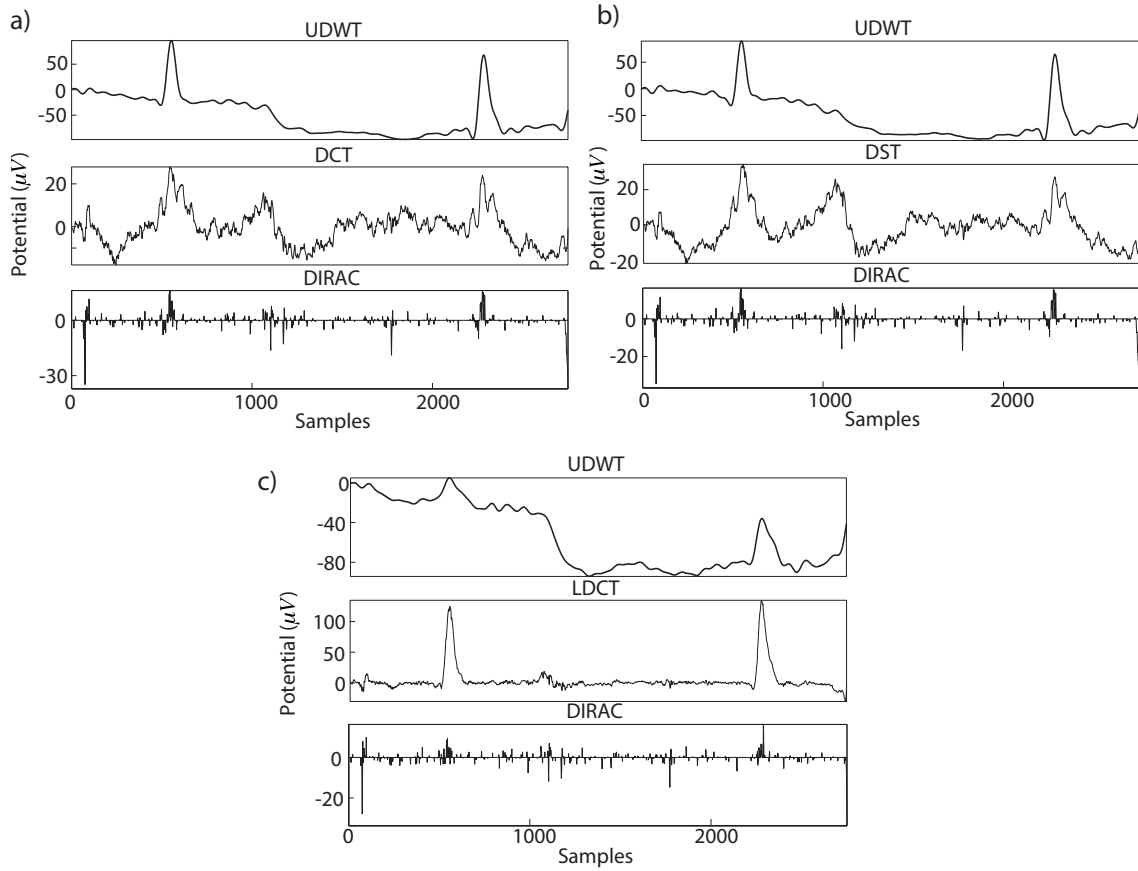 a)
UDWT
50
0
-50
DCT
20
0
DIRAC
0
-30
0
1000
2000
Samples
Potential (μV)
b)
UDWT
50
0
-50
DST
20
0
-20
DIRAC
0
-20
0
1000
2000
Samples
Potential (μV)
c)
UDWT
0
-40
-80
LDCT
100
50
0
DIRAC
0
-20
0
1000
2000
Samples
Potential (μV)